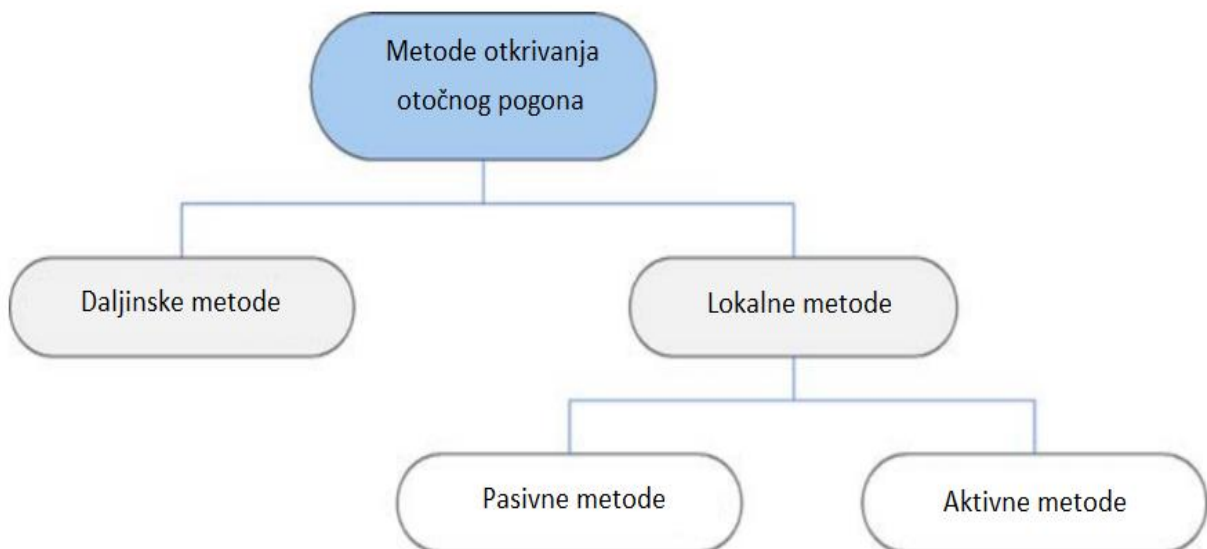 Metode otkrivanja
otočnog pogona
Daljinske metode
Lokalne metode
Pasivne metode
Aktivne metode